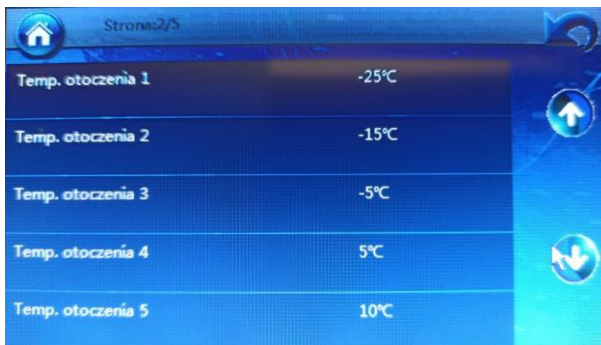 Strona:2/5
Temp. otoczenia 1 -25℃
Temp. otoczenia 2 -15℃
Temp. otoczenia 3 -5℃
Temp. otoczenia 4 5℃
Temp. otoczenia 5 10℃